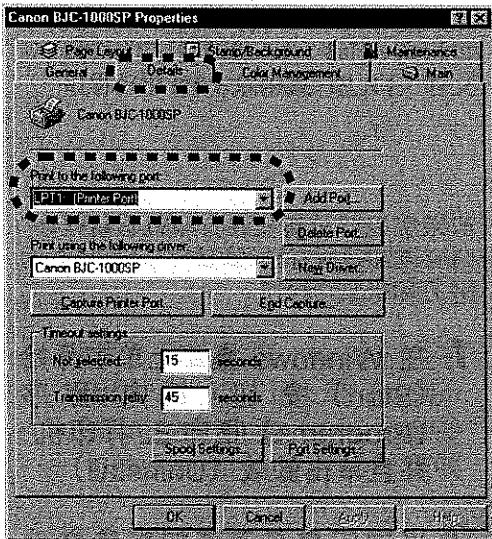 Canon BJC-1000SP Properties
Page Layout Stamp/Background Maintenance
General Details Color Management Main
Canon BJC-1000SP
Print to the following port:
LPT1: (Printer Port)
Add Port...
Delete Port...
Print using the following driver:
Canon BJC-1000SP
New Driver...
Capture Printer Port...
End Capture...
Timeout settings
Not selected: 15 seconds
Transmission retry: 45 seconds
Spool Settings...
Port Settings...
OK Cancel Apply Help